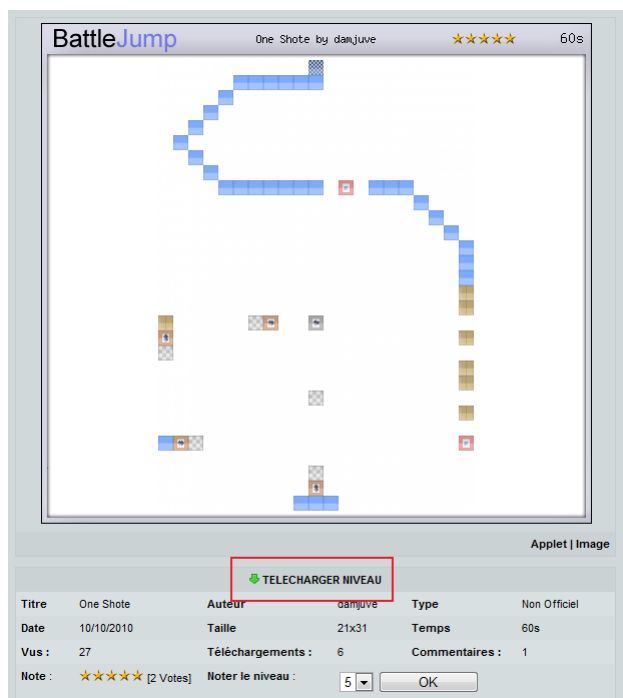 BattleJump One Shote by damjuve 60s
Applet | Image
TELECHARGER NIVEAU
Titre One Shote Auteur damjuve Type Non Officiel
Date 10/10/2010 Taille 21x31 Temps 60s
Vus : 27 Téléchargements : 6 Commentaires : 1
Note : [2 Votes] Noter le niveau : 5 OK